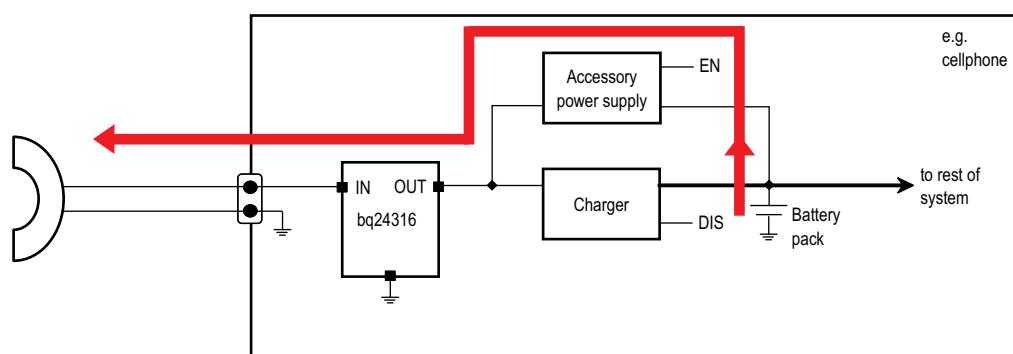 e.g.
cellphone
Accessory
power supply
EN
IN
OUT
bq24316
Charger
DIS
to rest of
system
Battery
pack